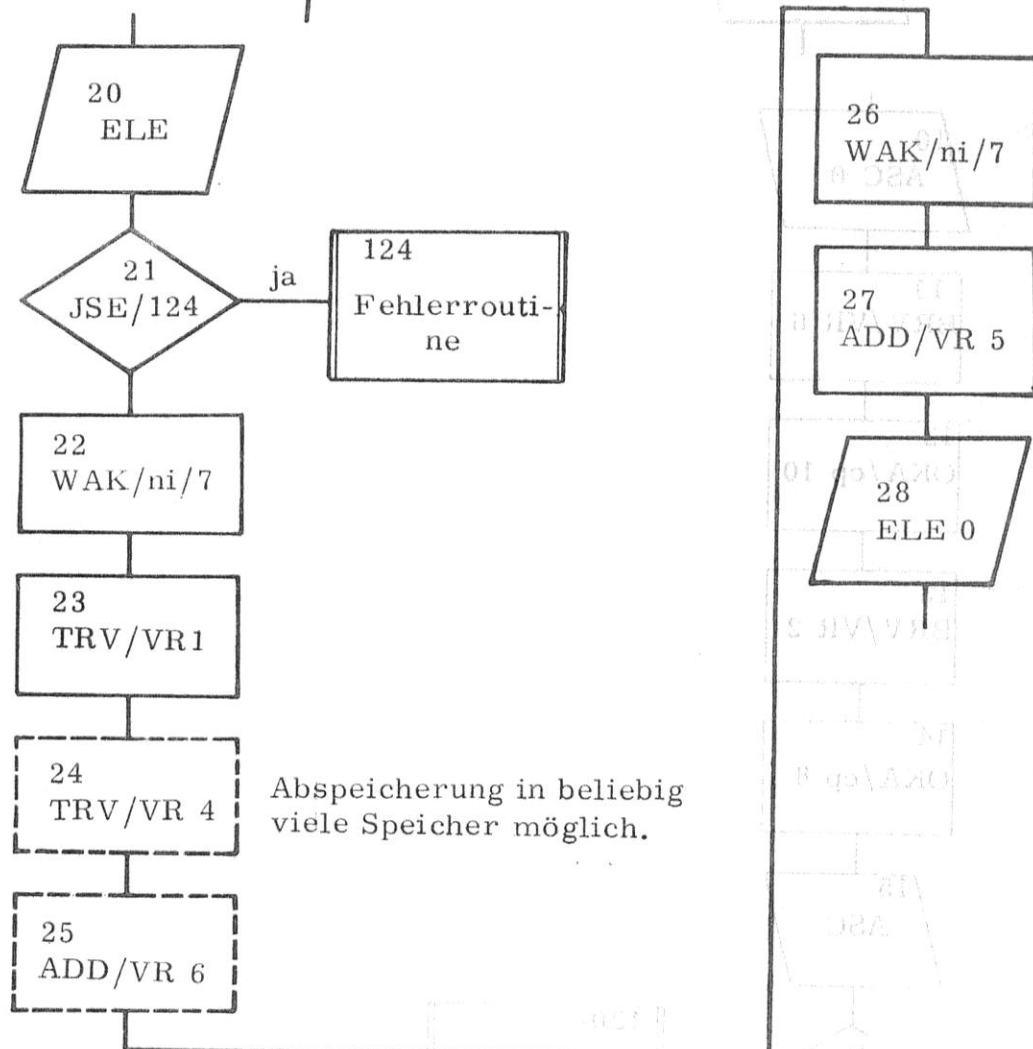 20
ELE
21
JSE/124
ja
124
Fehlerrouti-
ne
22
WAK/ni/7
23
TRV/VR1
24
TRV/VR 4
Abspeicherung in beliebig
viele Speicher möglich.
25
ADD/VR 6
26
WAK/ni/7
27
ADD/VR 5
28
ELE 0